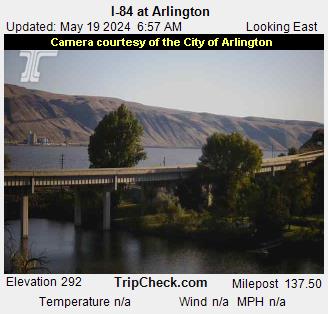 I-84 at Arlington
Updated: May 19 2024 6:57 AM Looking East
Camera courtesy of the City of Arlington
Elevation 292 TripCheck.com Milepost 137.50
Temperature n/a Wind n/a MPH n/a